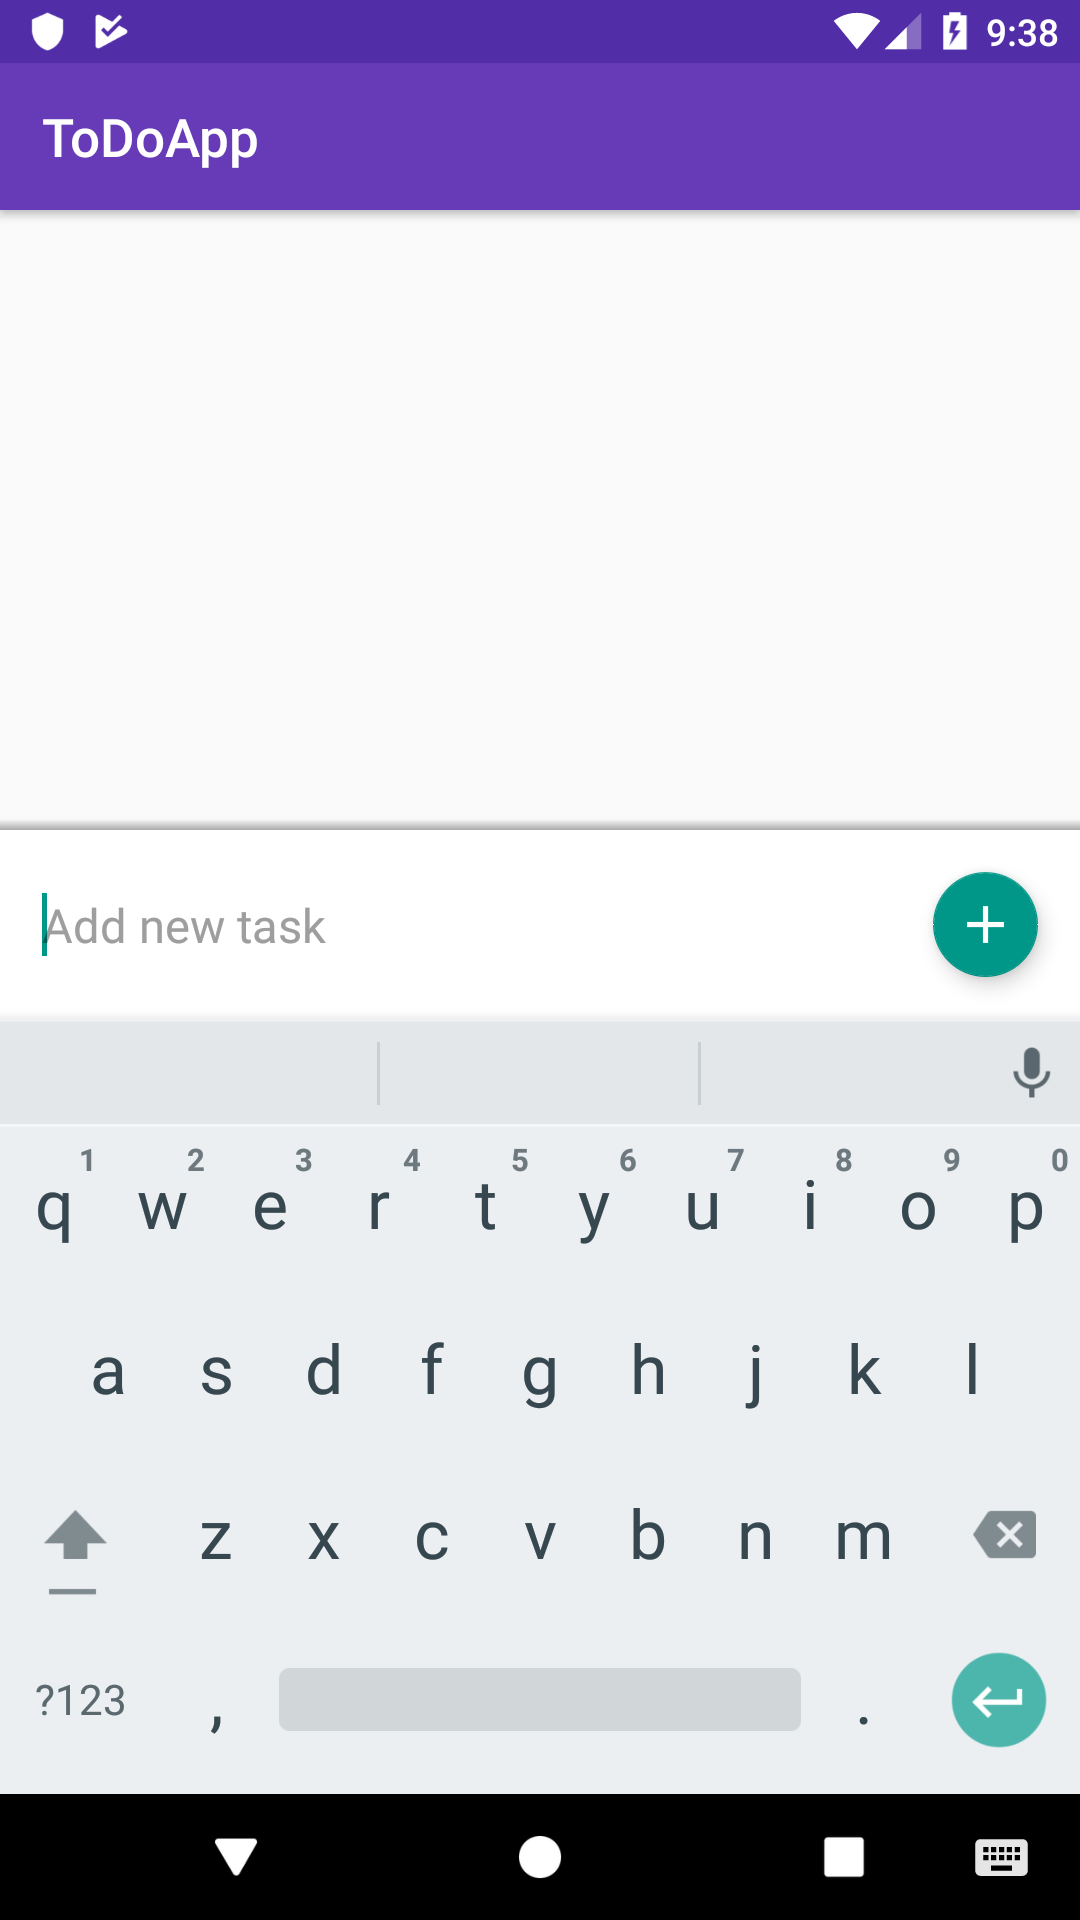 9:38
ToDoApp
Add new task
1 2 3 4 5 6 7 8 9 0
q w e r t y u i o p
a s d f g h j k l
z x c v b n m
?123 , .